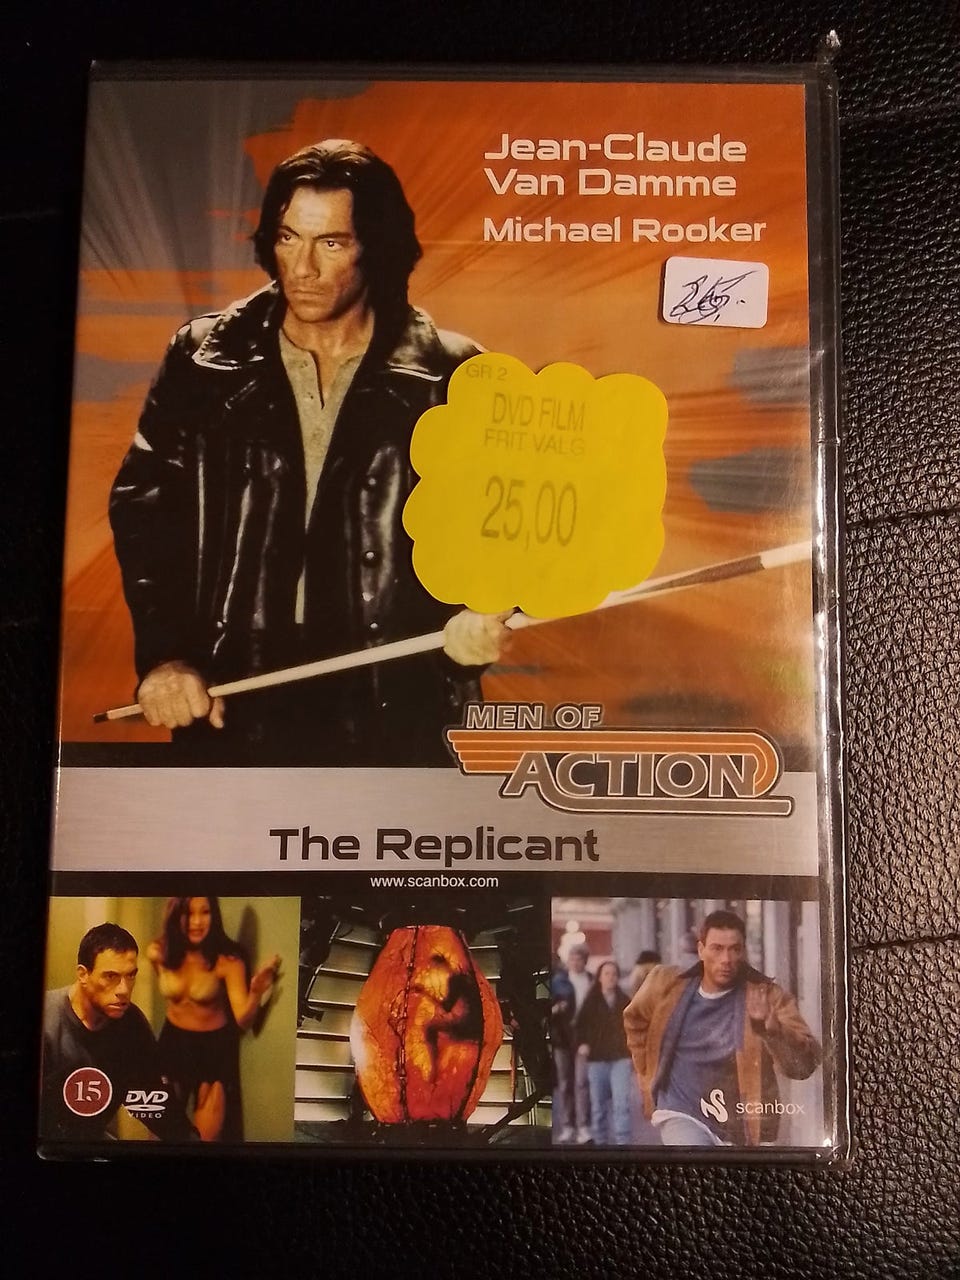 Jean-Claude
Van Damme
Michael Rooker
GR 2
DVD FILM
FRIT VALG
25,00
MEN OF
ACTION
The Replicant
www.scanbox.com
15
DVD
VIDEO
scanbox